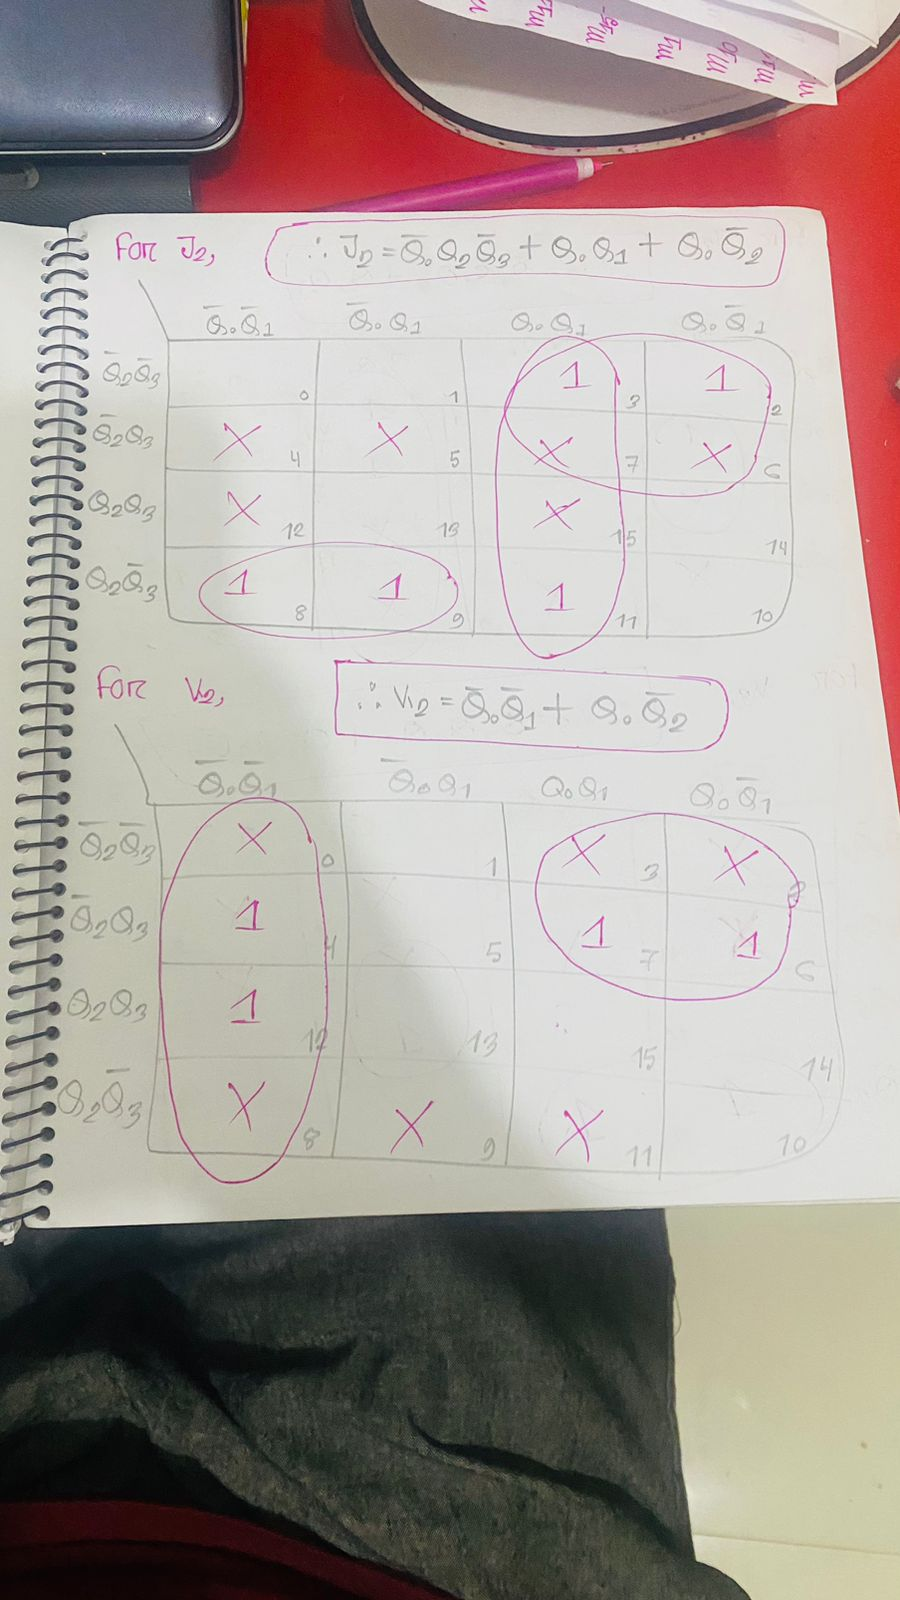 For J₂, ∴ J₂ = Q̅₀Q₂Q̅₃ + Q₀Q₁ + Q₀Q̅₂
Q̅₀Q̅₁ Q̅₀Q₁ Q₀Q₁ Q₀Q̅₁
Q̅₂Q̅₃ 0 1 1 3 1 2
Q̅₂Q₃ X 4 X 5 X 7 X 6
Q₂Q₃ X 12 13 X 15 14
Q₂Q̅₃ 1 8 1 9 1 11 10
For K₂, ∴ K₂ = Q̅₀Q̅₁ + Q₀Q̅₂
Q̅₀Q̅₁ Q̅₀Q₁ Q₀Q₁ Q₀Q̅₁
Q̅₂Q̅₃ X 0 1 X 3 X 2
Q̅₂Q₃ 1 4 5 1 7 1 6
Q₂Q₃ 1 12 13 15 14
Q₂Q̅₃ X 8 X 9 X 11 10